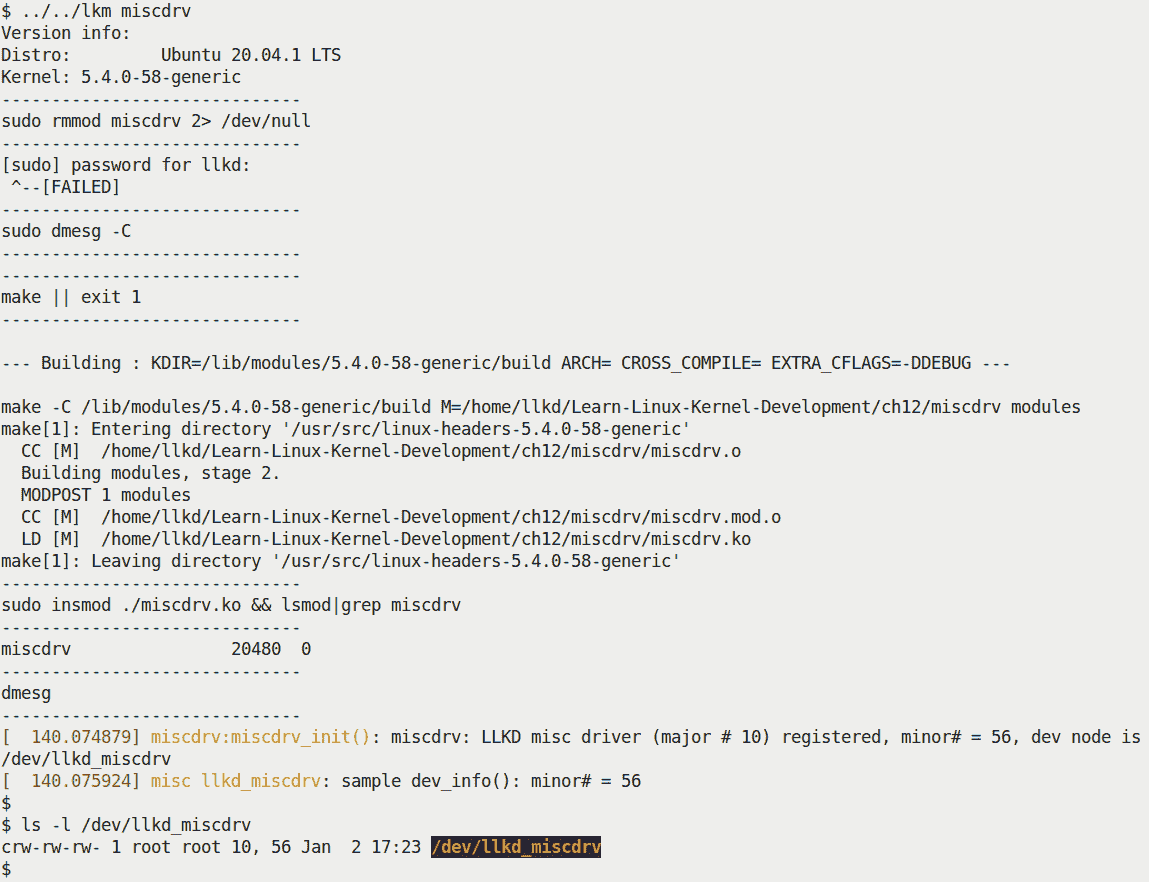 $ ../../lkm miscdrv
Version info:
Distro:         Ubuntu 20.04.1 LTS
Kernel: 5.4.0-58-generic
------------------------------
sudo rmmod miscdrv 2> /dev/null
------------------------------
[sudo] password for llkd:
 ^--[FAILED]
------------------------------
sudo dmesg -C
------------------------------
------------------------------
make || exit 1
------------------------------

--- Building : KDIR=/lib/modules/5.4.0-58-generic/build ARCH= CROSS_COMPILE= EXTRA_CFLAGS=-DDEBUG ---

make -C /lib/modules/5.4.0-58-generic/build M=/home/llkd/Learn-Linux-Kernel-Development/ch12/miscdrv modules
make[1]: Entering directory '/usr/src/linux-headers-5.4.0-58-generic'
  CC [M]  /home/llkd/Learn-Linux-Kernel-Development/ch12/miscdrv/miscdrv.o
  Building modules, stage 2.
  MODPOST 1 modules
  CC [M]  /home/llkd/Learn-Linux-Kernel-Development/ch12/miscdrv/miscdrv.mod.o
  LD [M]  /home/llkd/Learn-Linux-Kernel-Development/ch12/miscdrv/miscdrv.ko
make[1]: Leaving directory '/usr/src/linux-headers-5.4.0-58-generic'
------------------------------
sudo insmod ./miscdrv.ko && lsmod|grep miscdrv
------------------------------
miscdrv                20480  0
------------------------------
dmesg
------------------------------
[  140.074879] miscdrv:miscdrv_init(): miscdrv: LLKD misc driver (major # 10) registered, minor# = 56, dev node is
/dev/llkd_miscdrv
[  140.075924] misc llkd_miscdrv: sample dev_info(): minor# = 56
$
$ ls -l /dev/llkd_miscdrv
crw-rw-rw- 1 root root 10, 56 Jan  2 17:23 /dev/llkd_miscdrv
$